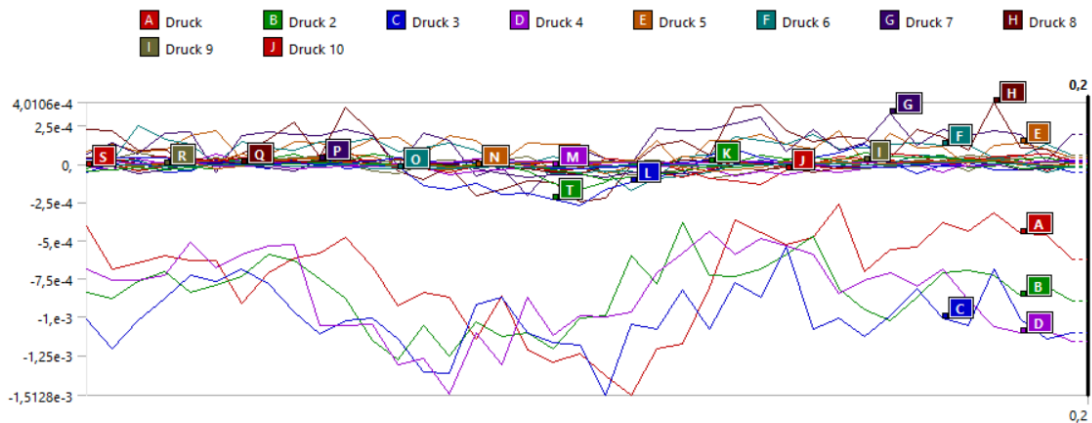 A Druck B Druck 2 C Druck 3 D Druck 4 E Druck 5 F Druck 6 G Druck 7 H Druck 8
I Druck 9 J Druck 10
0,2
4,0106e-4
2,5e-4
0,
-2,5e-4
-5,e-4
-7,5e-4
-1,e-3
-1,25e-3
-1,5128e-3
H
G
F E
S R Q P O N M L K J I
T
A
B
C D
0,2